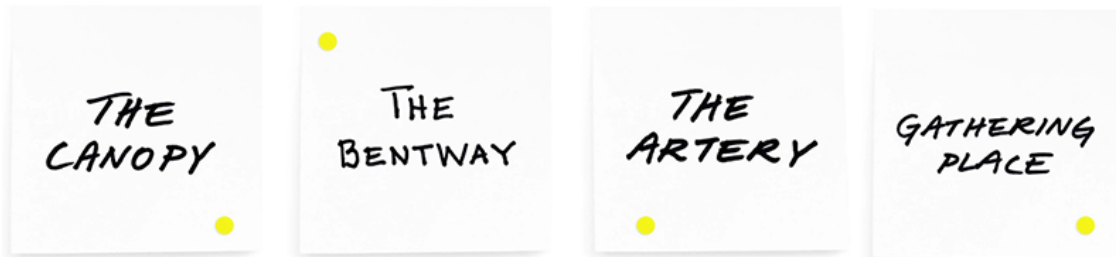 THE
CANOPY
THE
BENTWAY
THE
ARTERY
GATHERING
PLACE